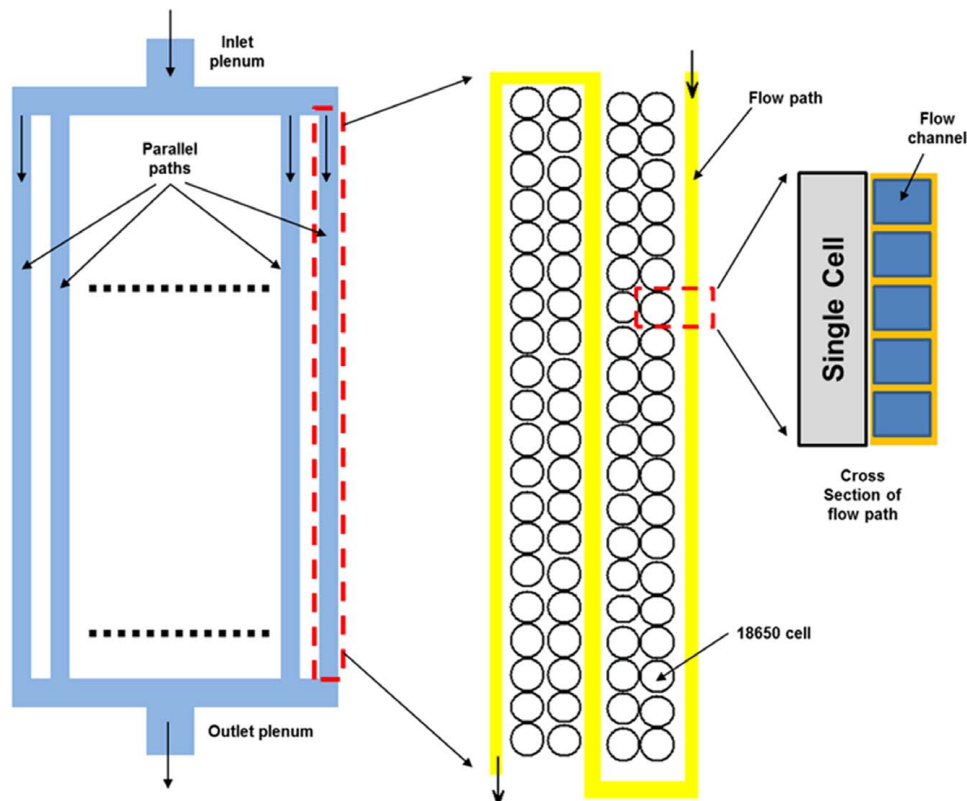 Inlet
plenum
Parallel
paths
Outlet plenum
Flow path
18650 cell
Flow
channel
Single Cell
Cross
Section of
flow path